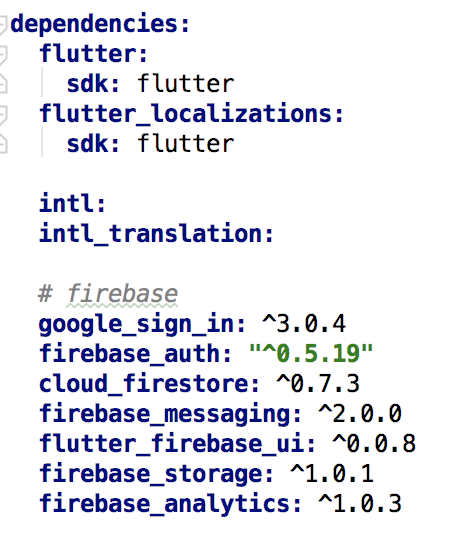 dependencies:
  flutter:
    sdk: flutter
  flutter_localizations:
    sdk: flutter

  intl:
  intl_translation:

  # firebase
  google_sign_in: ^3.0.4
  firebase_auth: "^0.5.19"
  cloud_firestore: ^0.7.3
  firebase_messaging: ^2.0.0
  flutter_firebase_ui: ^0.0.8
  firebase_storage: ^1.0.1
  firebase_analytics: ^1.0.3